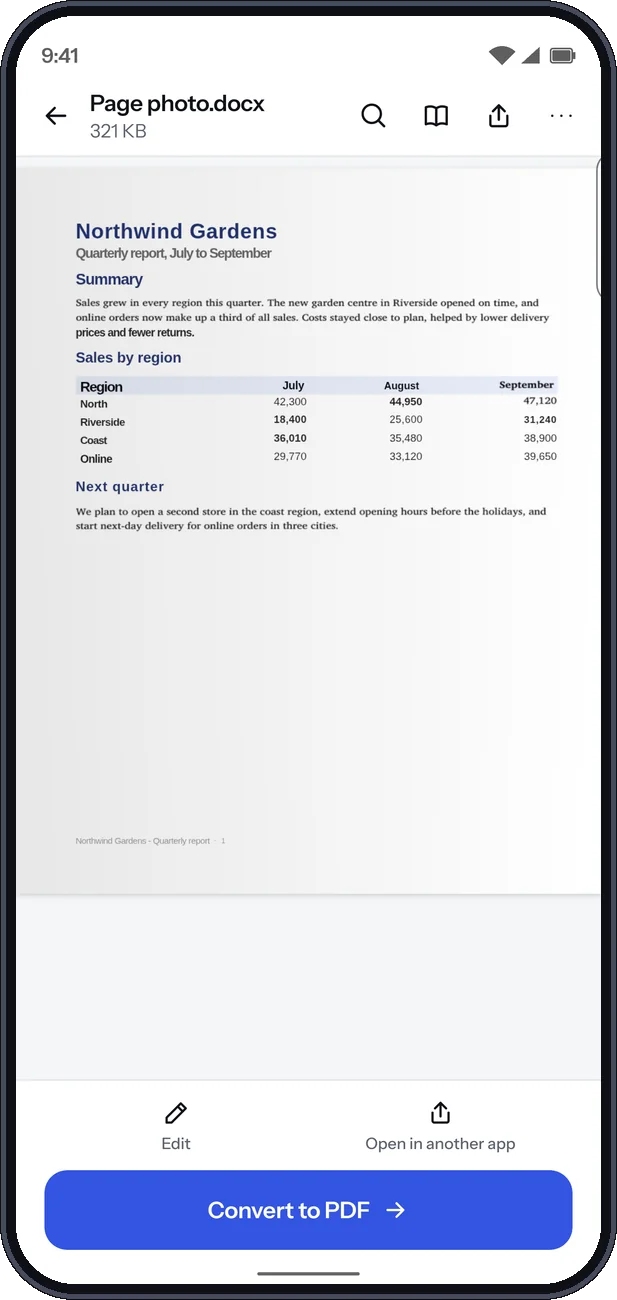 9:41
Page photo.docx
321 KB
Northwind Gardens
Quarterly report, July to September
Summary
Sales grew in every region this quarter. The new garden centre in Riverside opened on time, and
online orders now make up a third of all sales. Costs stayed close to plan, helped by lower delivery
prices and fewer returns.
Sales by region
Region July August September
North 42,300 44,950 47,120
Riverside 18,400 25,600 31,240
Coast 36,010 35,480 38,900
Online 29,770 33,120 39,650
Next quarter
We plan to open a second store in the coast region, extend opening hours before the holidays, and
start next-day delivery for online orders in three cities.
Northwind Gardens - Quarterly report · 1
Edit Open in another app
Convert to PDF